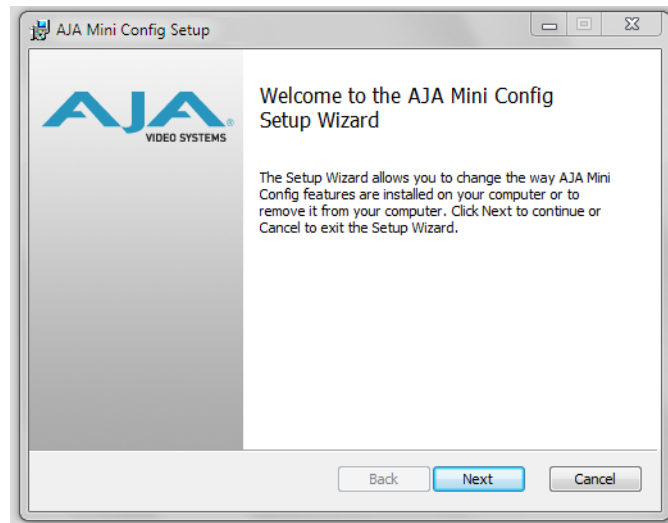 AJA Mini Config Setup
AJA
VIDEO SYSTEMS
Welcome to the AJA Mini Config
Setup Wizard
The Setup Wizard allows you to change the way AJA Mini
Config features are installed on your computer or to
remove it from your computer. Click Next to continue or
Cancel to exit the Setup Wizard.
Back Next Cancel